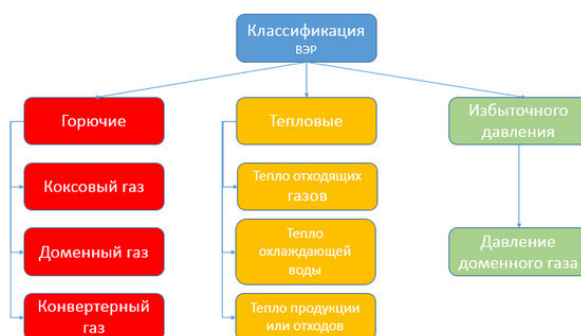 Классификация
ВЭР
Горючие
Тепловые
Избыточного
давления
Коксовый газ
Тепло отходящих
газов
Доменный газ
Тепло
охлаждающей
воды
Давление
доменного газа
Конвертерный
газ
Тепло продукции
или отходов